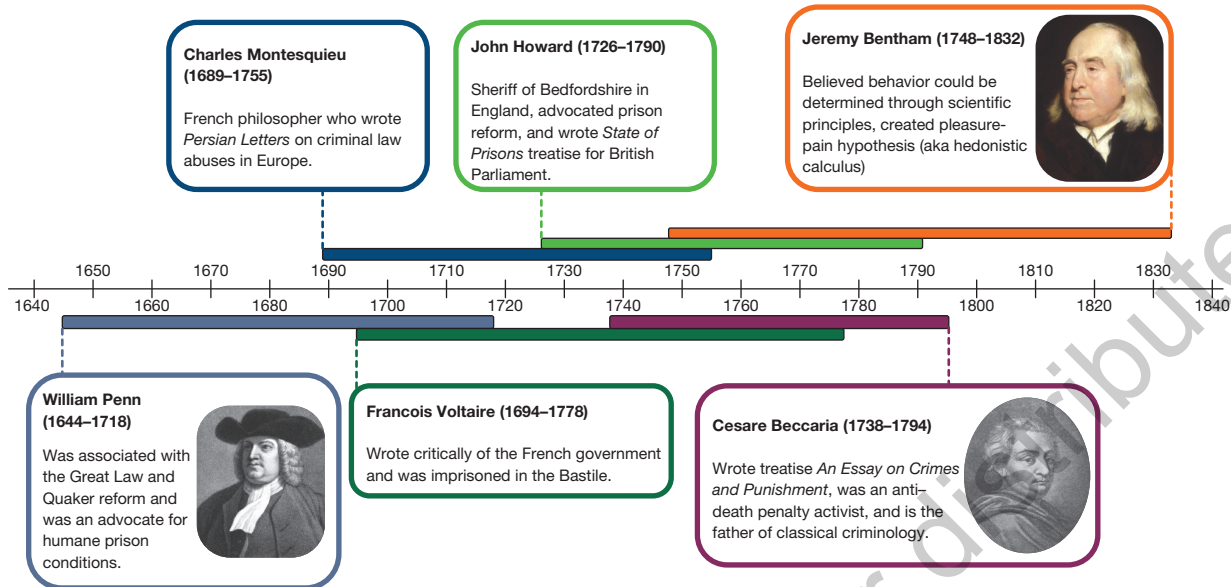 Charles Montesquieu
(1689–1755)
French philosopher who wrote
Persian Letters on criminal law
abuses in Europe.
John Howard (1726–1790)
Sheriff of Bedfordshire in
England, advocated prison
reform, and wrote State of
Prisons treatise for British
Parliament.
Jeremy Bentham (1748–1832)
Believed behavior could be
determined through scientific
principles, created pleasure-
pain hypothesis (aka hedonistic
calculus)
1650 1670 1690 1710 1730 1750 1770 1790 1810 1830
1640 1660 1680 1700 1720 1740 1760 1780 1800 1820 1840
William Penn
(1644–1718)
Was associated with
the Great Law and
Quaker reform and
was an advocate for
humane prison
conditions.
Francois Voltaire (1694–1778)
Wrote critically of the French government
and was imprisoned in the Bastile.
Cesare Beccaria (1738–1794)
Wrote treatise An Essay on Crimes
and Punishment, was an anti–
death penalty activist, and is the
father of classical criminology.
distribute